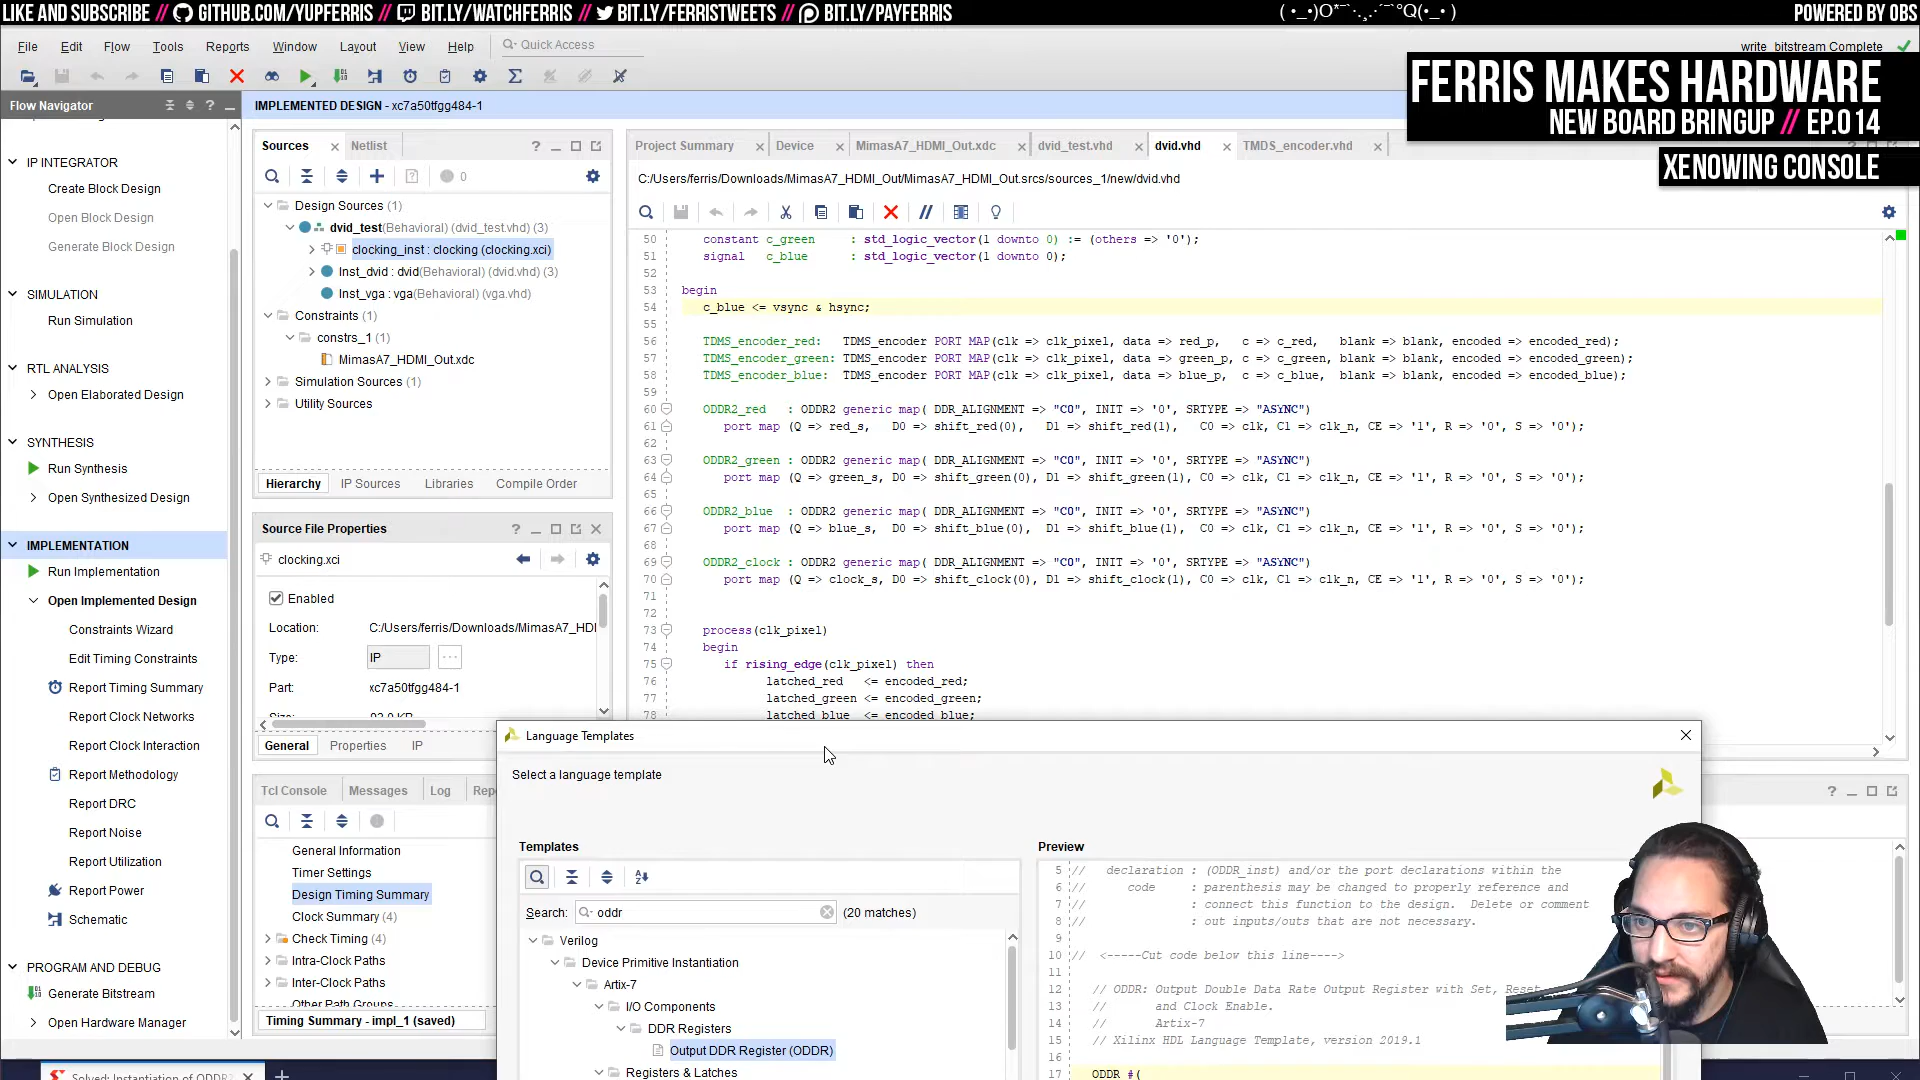 LIKE AND SUBSCRIBE // GITHUB.COM/YUPFERRIS // BIT.LY/WATCHFERRIS // BIT.LY/FERRISTWEETS // BIT.LY/PAYFERRIS
POWERED BY OBS
File Edit Flow Tools Reports Window Layout View Help Quick Access
write_bitstream Complete
FERRIS MAKES HARDWARE
NEW BOARD BRINGUP // EP.014
XENOWING CONSOLE
Flow Navigator
IP INTEGRATOR
Create Block Design
Open Block Design
Generate Block Design
SIMULATION
Run Simulation
RTL ANALYSIS
Open Elaborated Design
SYNTHESIS
Run Synthesis
Open Synthesized Design
IMPLEMENTATION
Run Implementation
Open Implemented Design
Constraints Wizard
Edit Timing Constraints
Report Timing Summary
Report Clock Networks
Report Clock Interaction
Report Methodology
Report DRC
Report Noise
Report Utilization
Report Power
Schematic
PROGRAM AND DEBUG
Generate Bitstream
Open Hardware Manager
IMPLEMENTED DESIGN - xc7a50tfgg484-1
Sources Netlist
0
Design Sources (1)
dvid_test(Behavioral) (dvid_test.vhd) (3)
clocking_inst : clocking (clocking.xci)
Inst_dvid : dvid(Behavioral) (dvid.vhd) (3)
Inst_vga : vga(Behavioral) (vga.vhd)
Constraints (1)
constrs_1 (1)
MimasA7_HDMI_Out.xdc
Simulation Sources (1)
Utility Sources
Hierarchy IP Sources Libraries Compile Order
Source File Properties
clocking.xci
Enabled
Location: C:/Users/ferris/Downloads/MimasA7_HDI
Type: IP
Part: xc7a50tfgg484-1
General Properties IP
Tcl Console Messages Log
General Information
Timer Settings
Design Timing Summary
Clock Summary (4)
Check Timing (4)
Intra-Clock Paths
Inter-Clock Paths
Other Path Groups
Timing Summary - impl_1 (saved)
Solved: Instantiation of ODDR2
Project Summary Device MimasA7_HDMI_Out.xdc dvid_test.vhd dvid.vhd TMDS_encoder.vhd
C:/Users/ferris/Downloads/MimasA7_HDMI_Out/MimasA7_HDMI_Out.srcs/sources_1/new/dvid.vhd
50 constant c_green : std_logic_vector(1 downto 0) := (others => '0');
51 signal c_blue : std_logic_vector(1 downto 0);
52
53 begin
54 c_blue <= vsync & hsync;
55
56 TDMS_encoder_red: TDMS_encoder PORT MAP(clk => clk_pixel, data => red_p, c => c_red, blank => blank, encoded => encoded_red);
57 TDMS_encoder_green: TDMS_encoder PORT MAP(clk => clk_pixel, data => green_p, c => c_green, blank => blank, encoded => encoded_green);
58 TDMS_encoder_blue: TDMS_encoder PORT MAP(clk => clk_pixel, data => blue_p, c => c_blue, blank => blank, encoded => encoded_blue);
59
60 ODDR2_red : ODDR2 generic map( DDR_ALIGNMENT => "C0", INIT => '0', SRTYPE => "ASYNC")
61 port map (Q => red_s, D0 => shift_red(0), D1 => shift_red(1), C0 => clk, C1 => clk_n, CE => '1', R => '0', S => '0');
62
63 ODDR2_green : ODDR2 generic map( DDR_ALIGNMENT => "C0", INIT => '0', SRTYPE => "ASYNC")
64 port map (Q => green_s, D0 => shift_green(0), D1 => shift_green(1), C0 => clk, C1 => clk_n, CE => '1', R => '0', S => '0');
65
66 ODDR2_blue : ODDR2 generic map( DDR_ALIGNMENT => "C0", INIT => '0', SRTYPE => "ASYNC")
67 port map (Q => blue_s, D0 => shift_blue(0), D1 => shift_blue(1), C0 => clk, C1 => clk_n, CE => '1', R => '0', S => '0');
68
69 ODDR2_clock : ODDR2 generic map( DDR_ALIGNMENT => "C0", INIT => '0', SRTYPE => "ASYNC")
70 port map (Q => clock_s, D0 => shift_clock(0), D1 => shift_clock(1), C0 => clk, C1 => clk_n, CE => '1', R => '0', S => '0');
71
72
73 process(clk_pixel)
74 begin
75 if rising_edge(clk_pixel) then
76 latched_red <= encoded_red;
77 latched_green <= encoded_green;
78 latched_blue <= encoded_blue;
Language Templates
Select a language template
Templates
Search: oddr (20 matches)
Verilog
Device Primitive Instantiation
Artix-7
I/O Components
DDR Registers
Output DDR Register (ODDR)
Registers & Latches
Preview
5 // declaration : (ODDR_inst) and/or the port declarations within the
6 // code : parenthesis may be changed to properly reference and
7 // : connect this function to the design. Delete or comment
8 // : out inputs/outs that are not necessary.
9
10 // <-----Cut code below this line---->
11
12 // ODDR: Output Double Data Rate Output Register with Set, Reset
13 // and Clock Enable.
14 // Artix-7
15 // Xilinx HDL Language Template, version 2019.1
16
17 ODDR #(